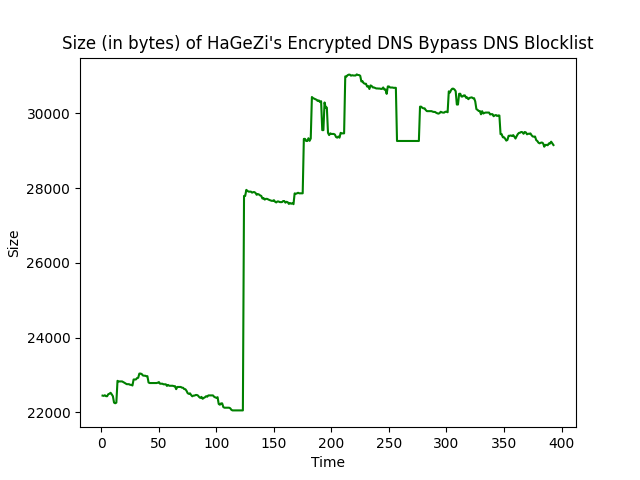 Size (in bytes) of HaGeZi's Encrypted DNS Bypass DNS Blocklist
30000
28000
26000
24000
22000
Size
0 50 100 150 200 250 300 350 400
Time